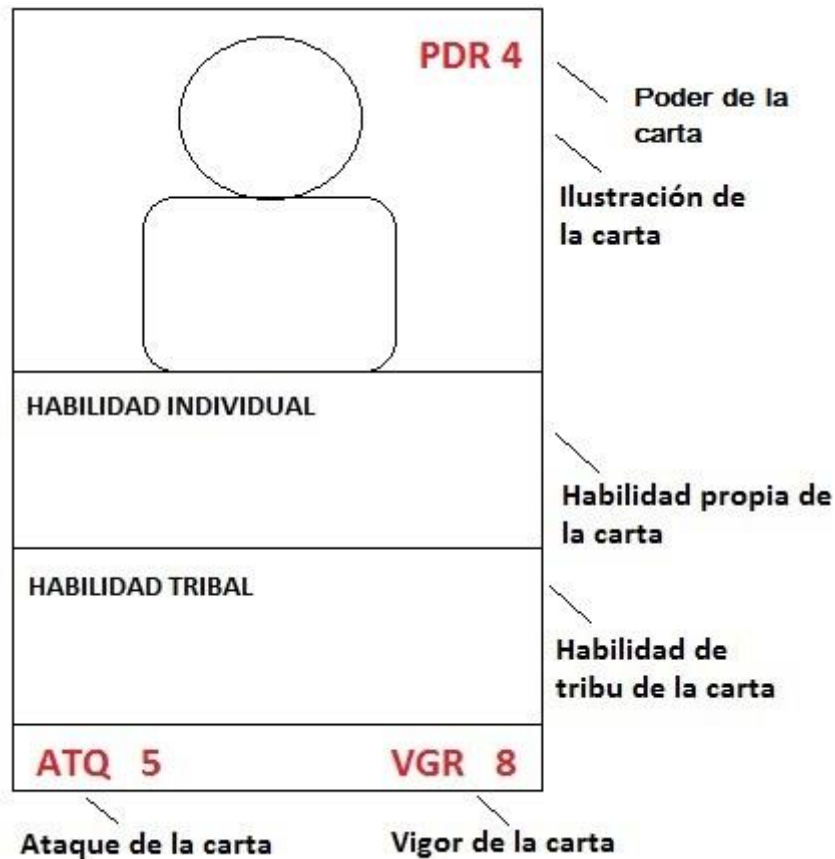 PDR 4
Poder de la
carta
Ilustración de
la carta
HABILIDAD INDIVIDUAL
Habilidad propia de
la carta
HABILIDAD TRIBAL
Habilidad de
tribu de la carta
ATQ 5
VGR 8
Ataque de la carta
Vigor de la carta